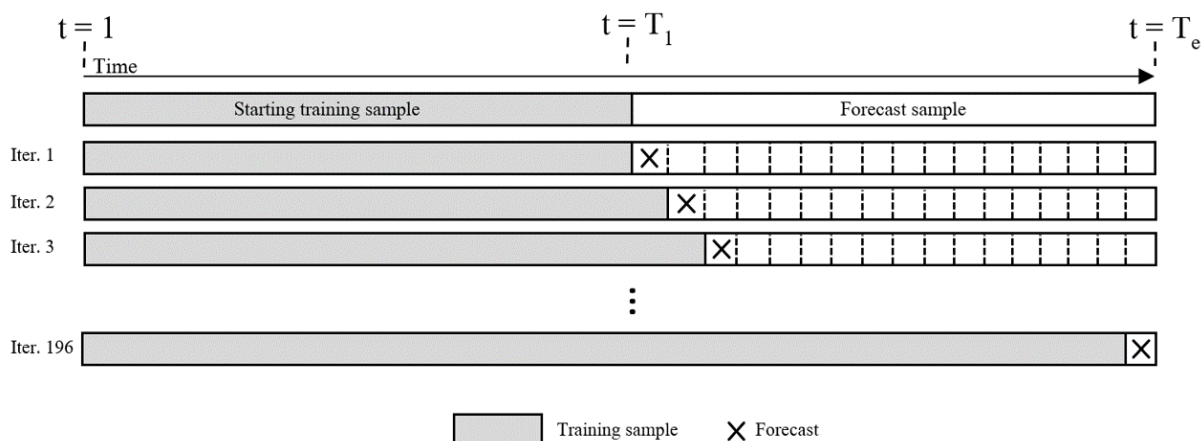 t = 1 t = T1 t = Te
Time
Starting training sample Forecast sample
Iter. 1
Iter. 2
Iter. 3
Iter. 196
Training sample Forecast